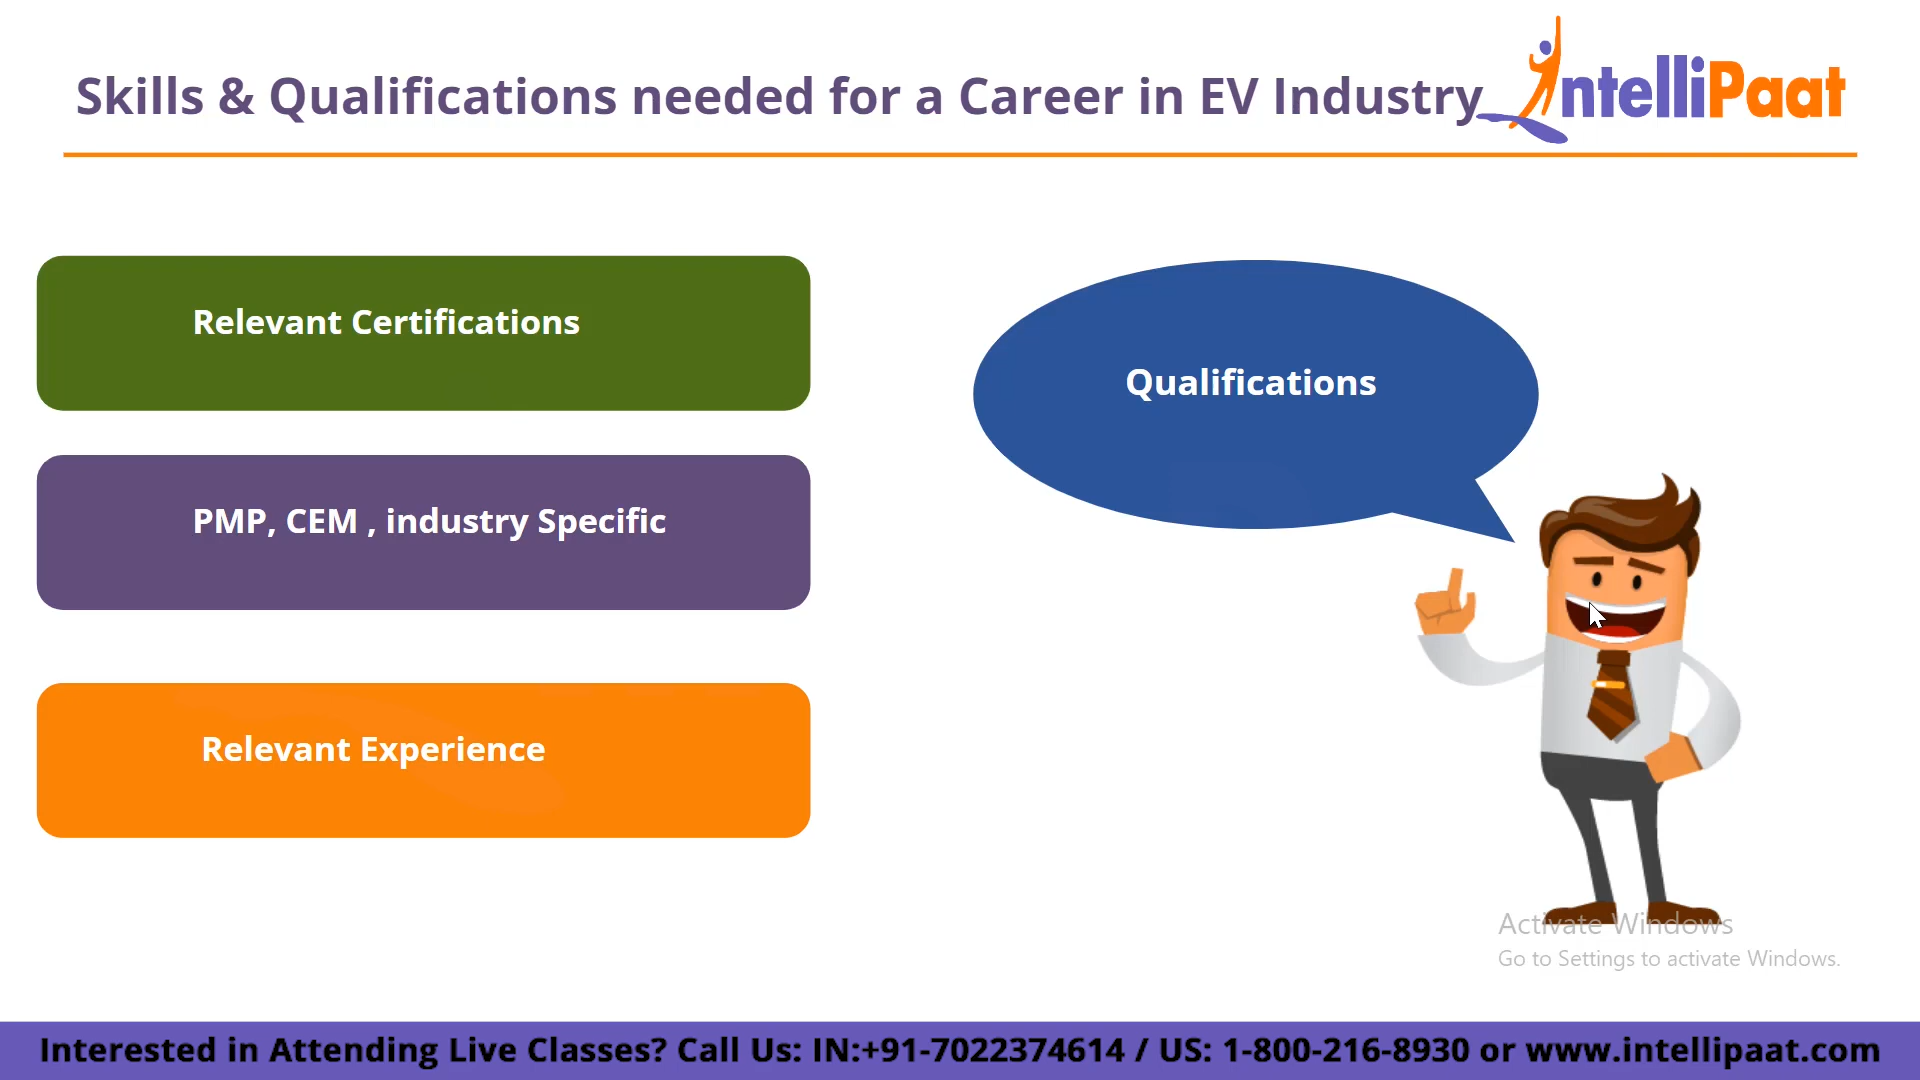 Skills & Qualifications needed for a Career in EV Industry
IntelliPaat
Relevant Certifications
Qualifications
PMP, CEM , industry Specific
Relevant Experience
Activate Windows
Go to Settings to activate Windows.
Interested in Attending Live Classes? Call Us: IN:+91-7022374614 / US: 1-800-216-8930 or www.intellipaat.com